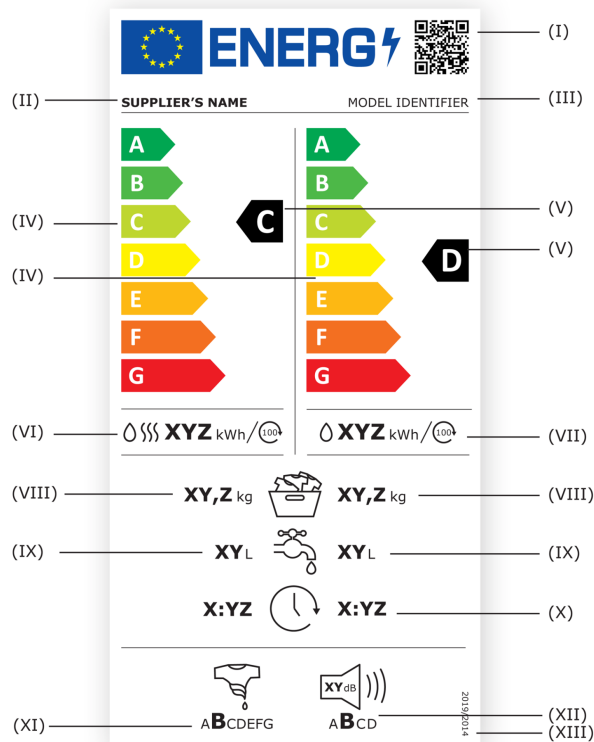 ENERG
(I)
(II) SUPPLIER'S NAME MODEL IDENTIFIER (III)
A A
B B
(IV) C C C (V)
D D D (V)
(IV)
E E
F F
G G
(VI) XYZ kWh/100 XYZ kWh/100 (VII)
(VIII) XY,Z kg XY,Z kg (VIII)
(IX) XY L XY L (IX)
X:YZ X:YZ (X)
XY dB
(XI) ABCDEFG ABCD (XII)
2019/2014 (XIII)